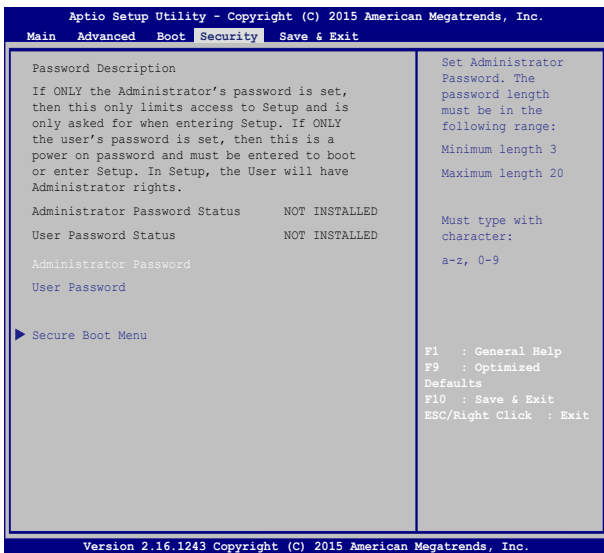 Aptio Setup Utility - Copyright (C) 2015 American Megatrends, Inc.
Main Advanced Boot Security Save & Exit
Password Description
If ONLY the Administrator's password is set,
then this only limits access to Setup and is
only asked for when entering Setup. If ONLY
the user's password is set, then this is a
power on password and must be entered to boot
or enter Setup. In Setup, the User will have
Administrator rights.
Administrator Password Status NOT INSTALLED
User Password Status NOT INSTALLED
Administrator Password
User Password
Secure Boot Menu
Set Administrator
Password. The
password length
must be in the
following range:
Minimum length 3
Maximum length 20
Must type with
character:
a-z, 0-9
F1 : General Help
F9 : Optimized
Defaults
F10 : Save & Exit
ESC/Right Click : Exit
Version 2.16.1243 Copyright (C) 2015 American Megatrends, Inc.